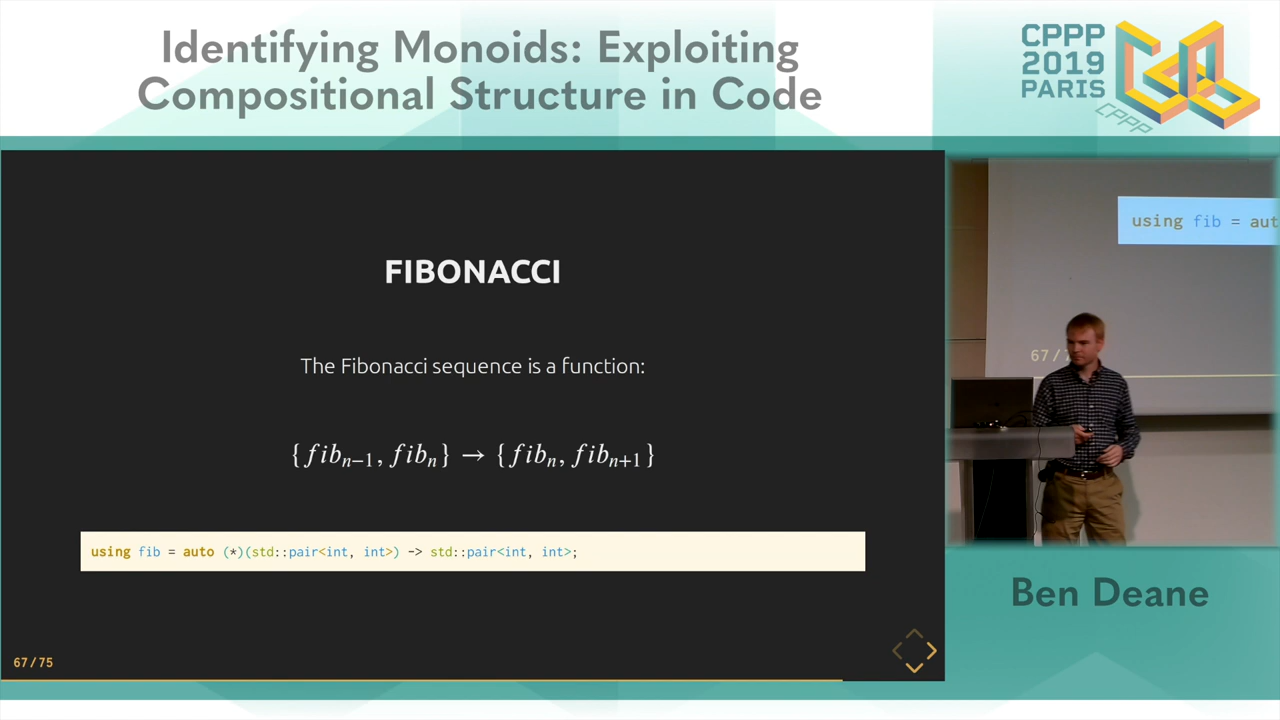 Identifying Monoids: Exploiting
Compositional Structure in Code
CPPP
2019
PARIS
CPPP
FIBONACCI
The Fibonacci sequence is a function:
{fibₙ₋₁, fibₙ} → {fibₙ, fibₙ₊₁}
using fib = auto (*)(std::pair<int, int>) -> std::pair<int, int>;
67/75
using fib = aut
67/7
Ben Deane